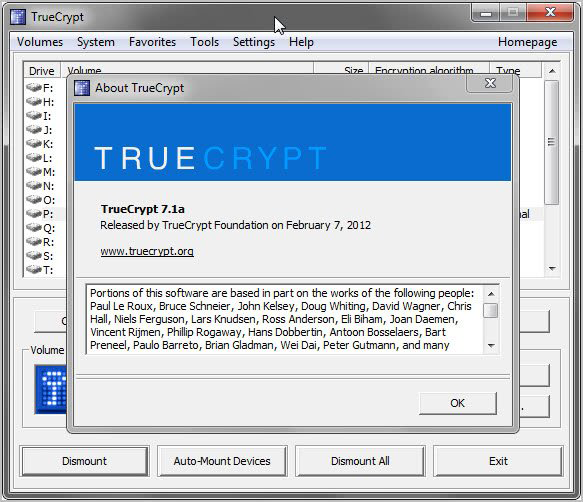 TrueCrypt
Volumes System Favorites Tools Settings Help Homepage
Drive Volume Size Encryption algorithm Type
F:
H:
I:
J:
K:
L:
M:
N:
O:
P:
Q:
R:
S:
T:
About TrueCrypt
TRUECRYPT
TrueCrypt 7.1a
Released by TrueCrypt Foundation on February 7, 2012
www.truecrypt.org
Portions of this software are based in part on the works of the following people:
Paul Le Roux, Bruce Schneier, John Kelsey, Doug Whiting, David Wagner, Chris
Hall, Niels Ferguson, Lars Knudsen, Ross Anderson, Eli Biham, Joan Daemen,
Vincent Rijmen, Phillip Rogaway, Hans Dobbertin, Antoon Bosselaers, Bart
Preneel, Paulo Barreto, Brian Gladman, Wei Dai, Peter Gutmann, and many
OK
Volume
Dismount Auto-Mount Devices Dismount All Exit